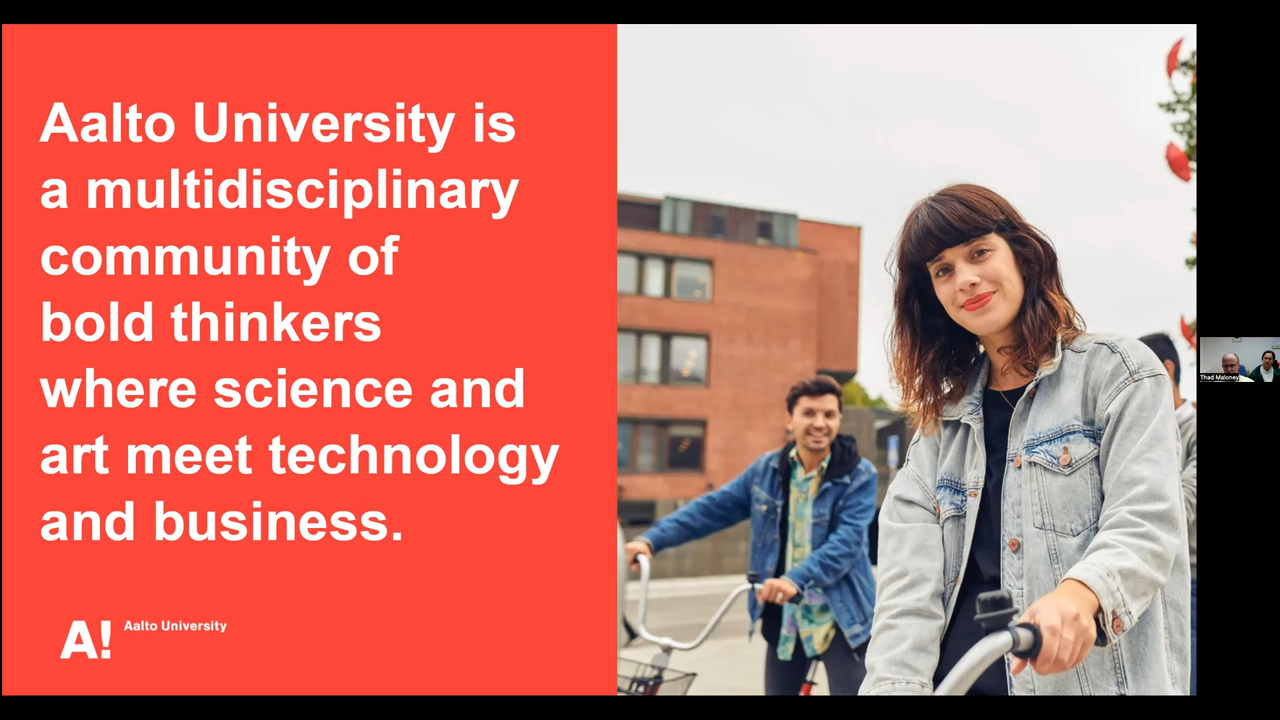 Aalto University is
a multidisciplinary
community of
bold thinkers
where science and
art meet technology
and business.
A! Aalto University
Thad Maloney